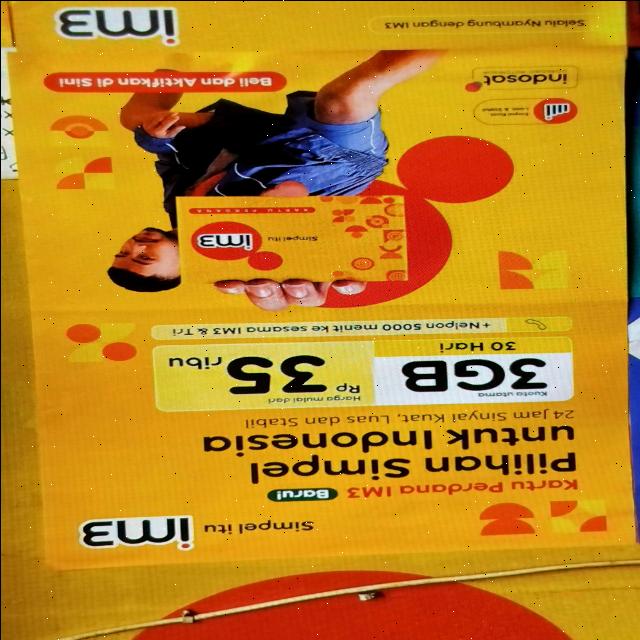 Simpel itu im3
Kartu Perdana IM3 Baru!
Pilihan Simpel
untuk Indonesia
24 Jam Sinyal Kuat, Luas dan Stabil
Kuota utama
3GB
30 Hari
Harga mulai dari
Rp 35 ribu
+Nelpon 5000 menit ke sesama IM3 & Tri
Simpel itu im3
KARTU PERDANA
indosat
Beli dan Aktifkan di Sini
Selalu Nyambung dengan IM3
im3